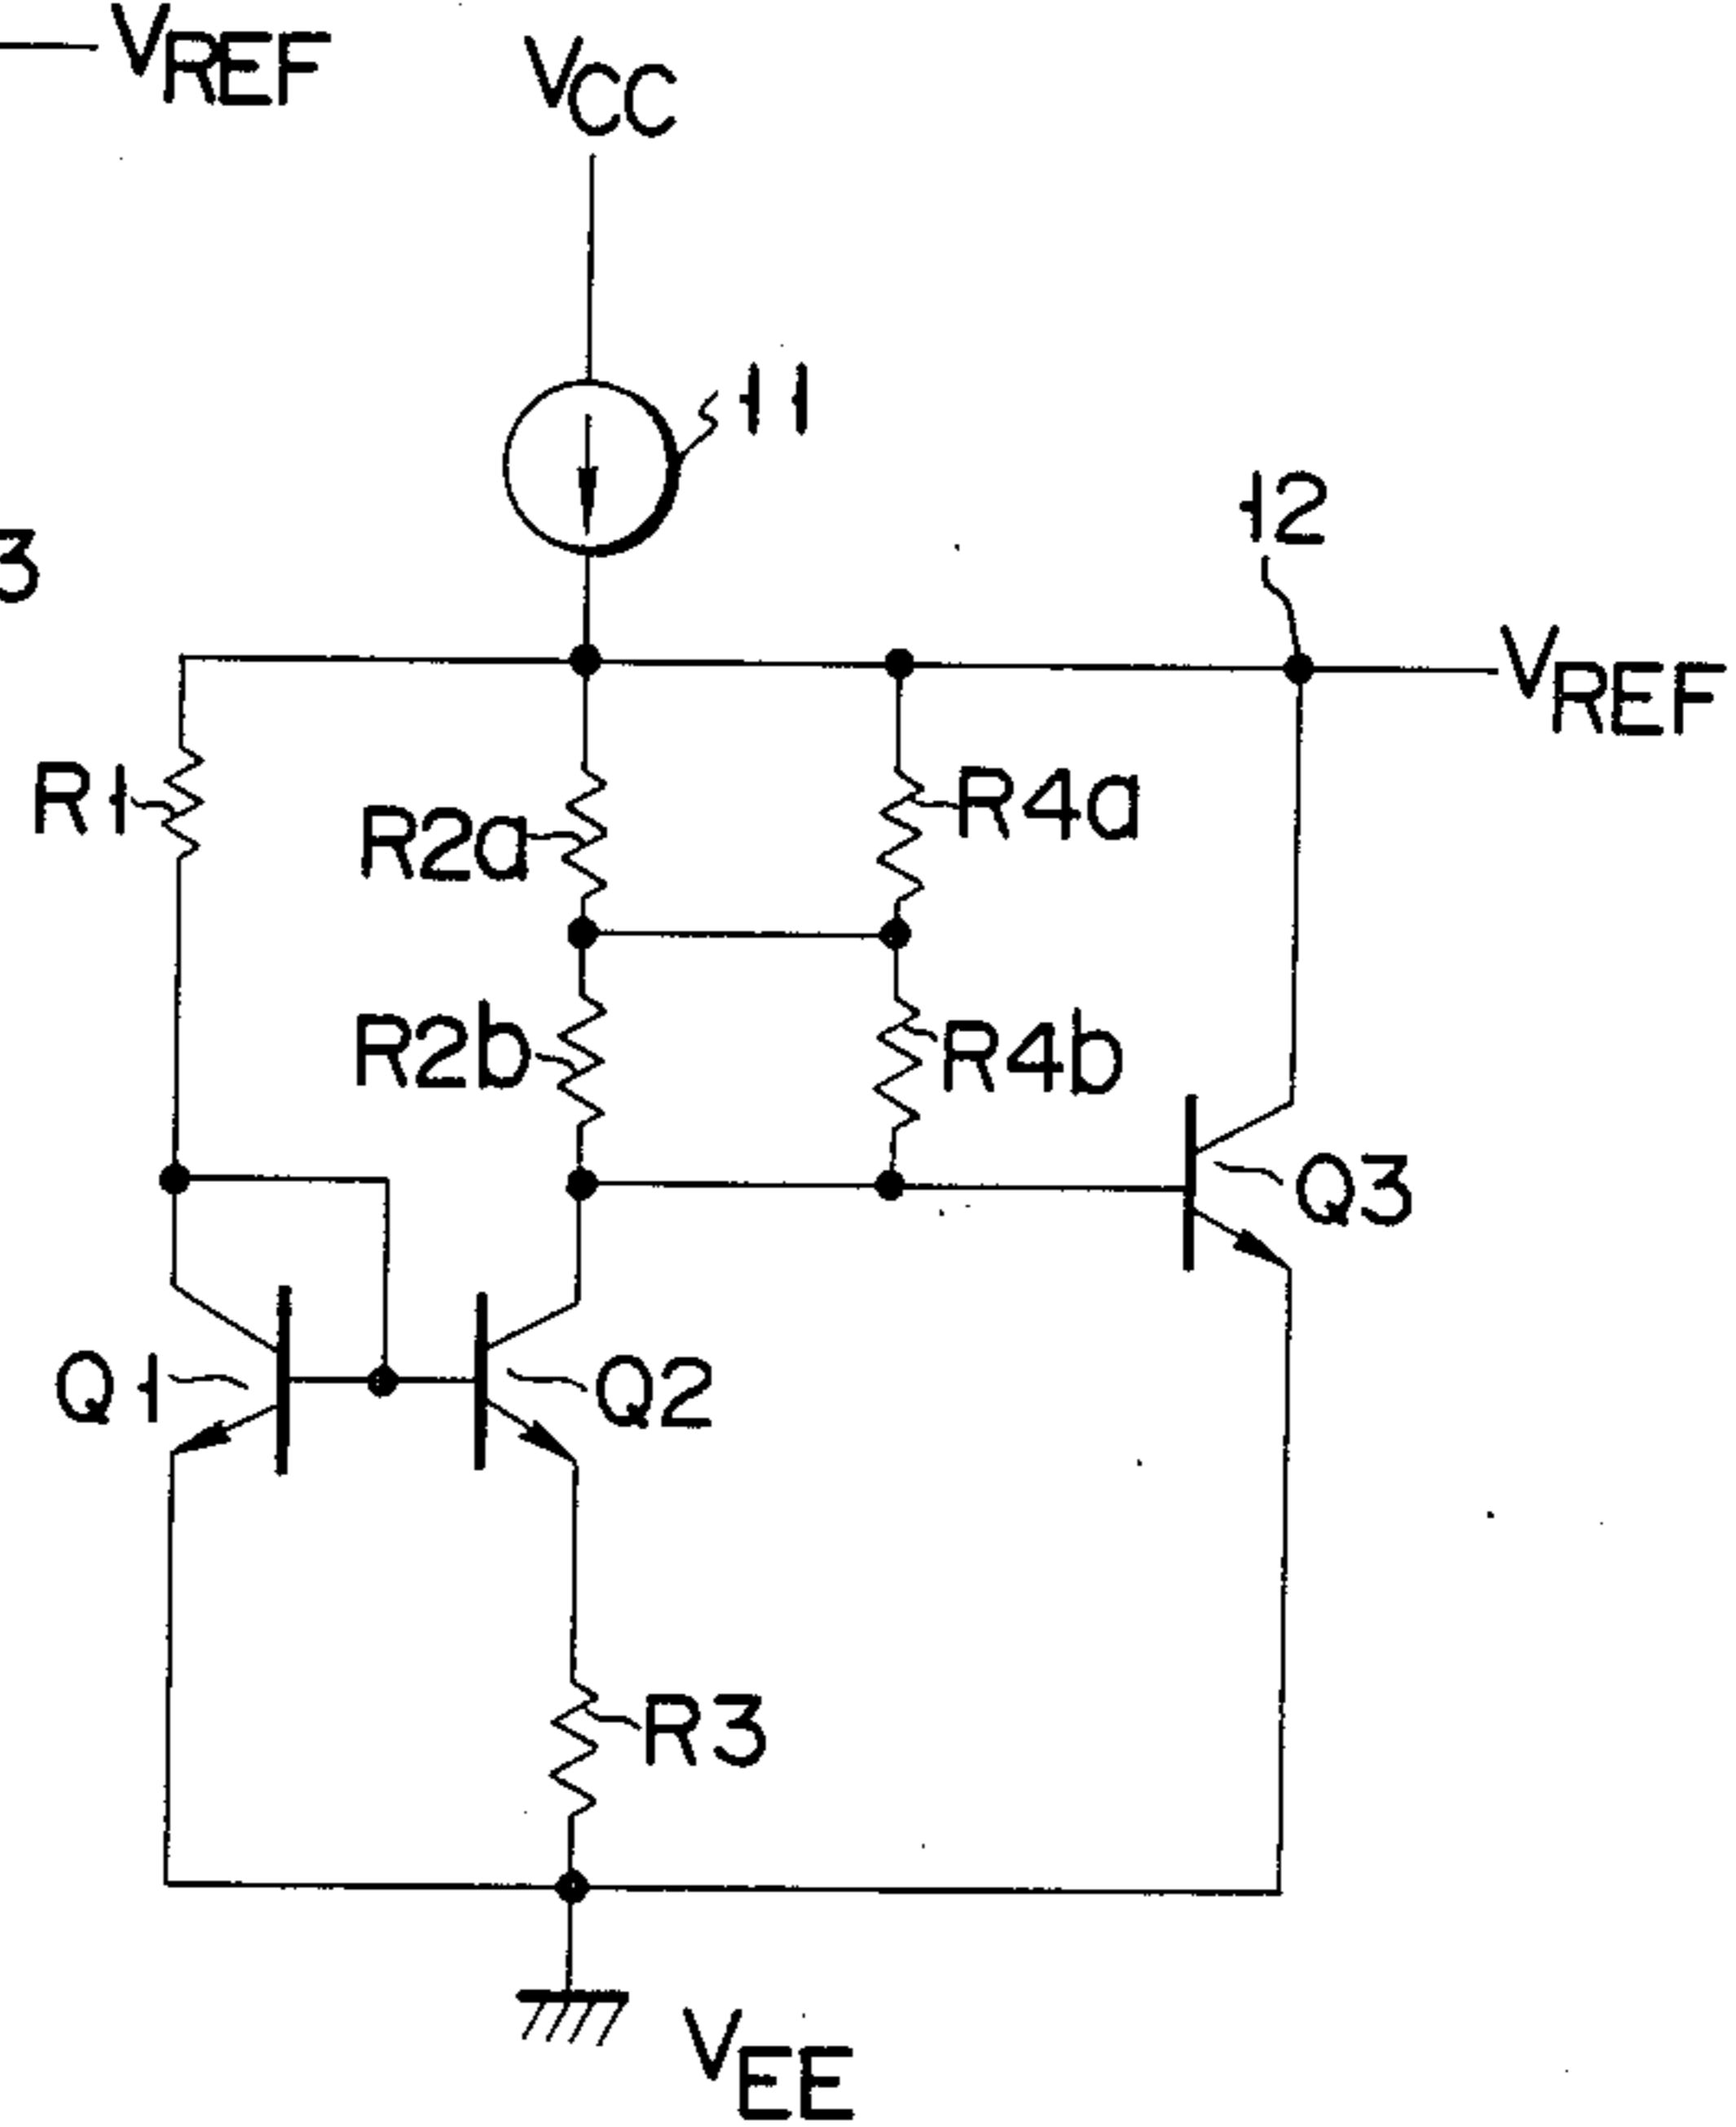 VREF
VCC
11
12
3
VREF
R1
R2a
R4a
R2b
R4b
Q3
Q1
Q2
R3
VEE